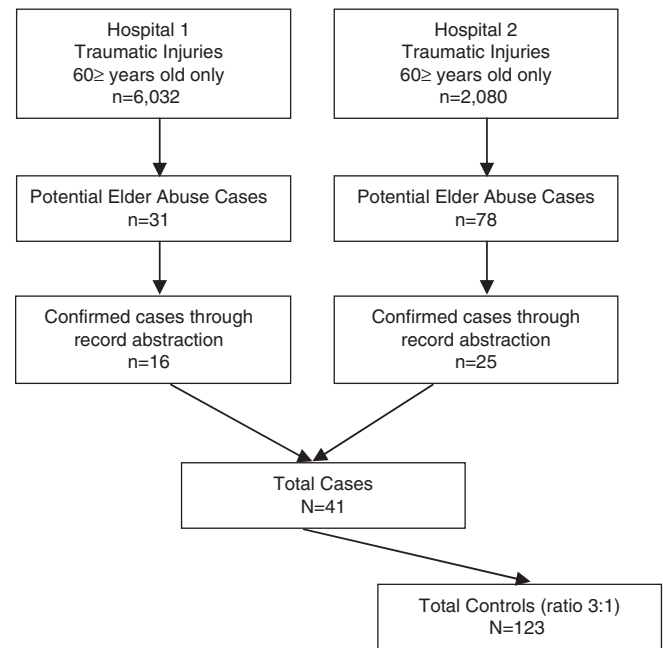 Hospital 1
Traumatic Injuries
60≥ years old only
n=6,032
Hospital 2
Traumatic Injuries
60≥ years old only
n=2,080
Potential Elder Abuse Cases
n=31
Potential Elder Abuse Cases
n=78
Confirmed cases through
record abstraction
n=16
Confirmed cases through
record abstraction
n=25
Total Cases
N=41
Total Controls (ratio 3:1)
N=123